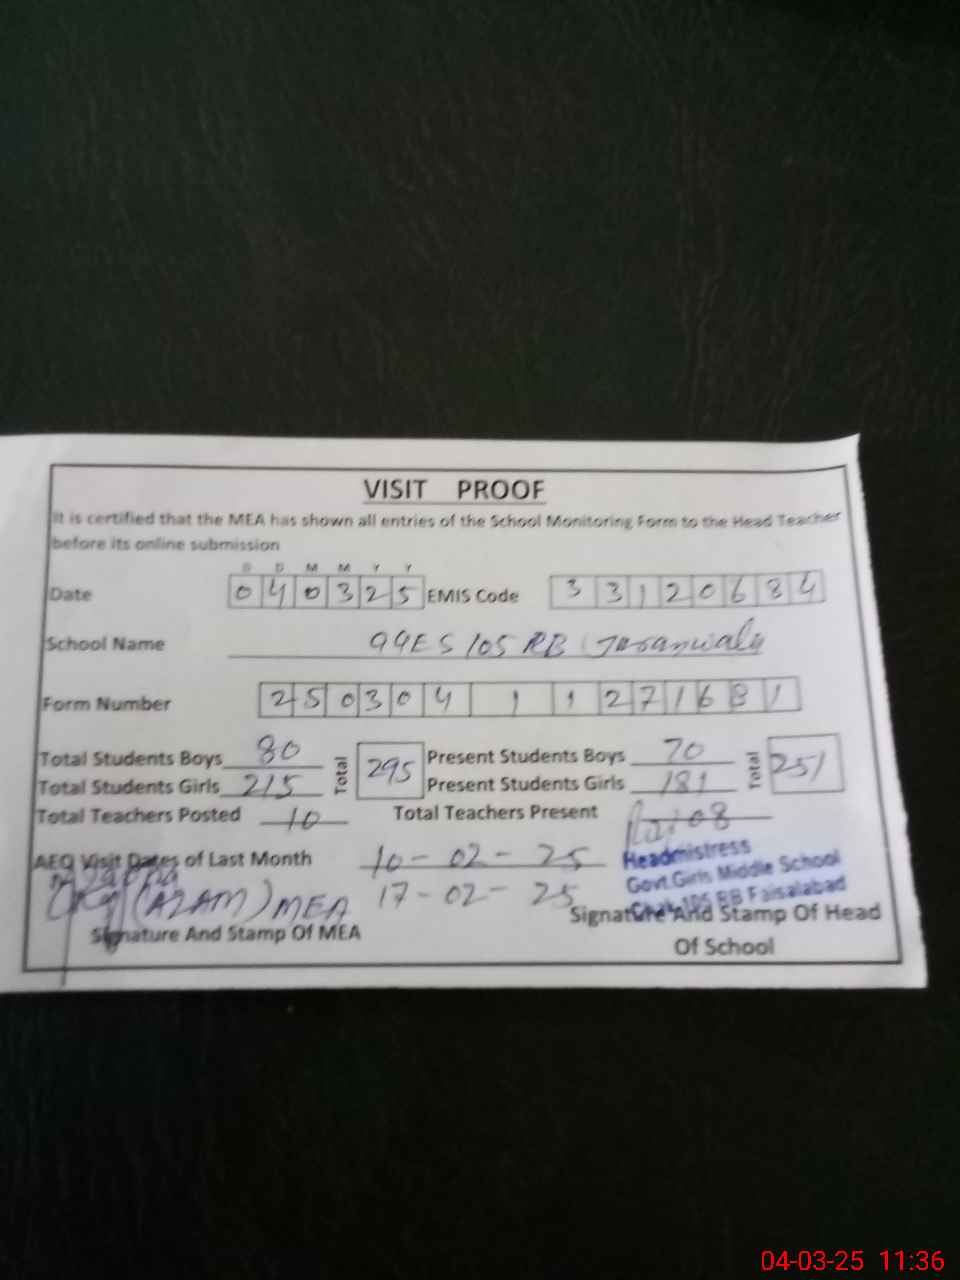 VISIT PROOF
It is certified that the MEA has shown all entries of the School Monitoring Form to the Head Teacher
before its online submission
D D M M Y Y
Date 0 4 0 3 2 5 EMIS Code 3 3 1 2 0 6 8 4
School Name GGES 105 RB Jaranwala
Form Number 2 5 0 3 0 4 1 1 2 7 1 6 8 1
Total Students Boys 80 Total 295 Present Students Boys 70 Total 251
Total Students Girls 215 Present Students Girls 181
Total Teachers Posted 10 Total Teachers Present 08
AEO Visit Dates of Last Month 10-02-25
17-02-25
Headmistress
Govt.Girls Middle School
Chak 105 RB Faisalabad
(AZAM) MEA
Signature And Stamp Of MEA
Signature And Stamp Of Head
Of School
04-03-25 11:36